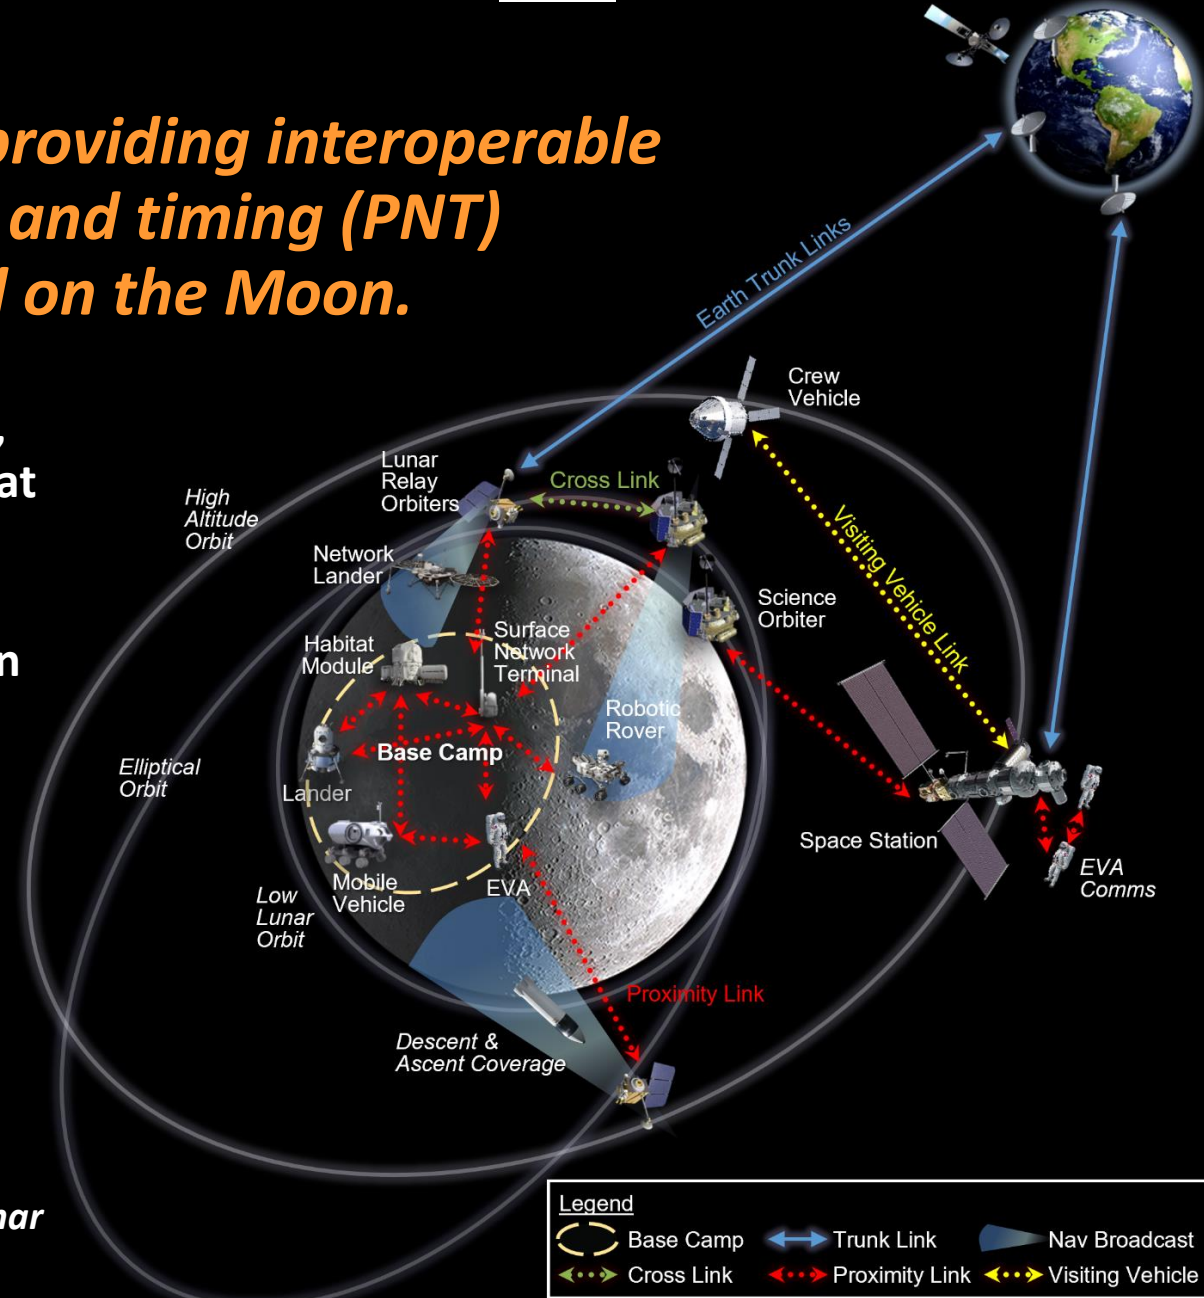 providing interoperable
and timing (PNT)
on the Moon.
at
Earth Trunk Links
Crew
Vehicle
Lunar
Relay
Orbiters
Cross Link
High
Altitude
Orbit
Network
Lander
Visiting Vehicle Link
Science
Orbiter
Habitat
Module
Surface
Network
Terminal
Robotic
Rover
Base Camp
Elliptical
Orbit
Lander
Space Station
Mobile
Vehicle
EVA
EVA
Comms
Low
Lunar
Orbit
Proximity Link
Descent &
Ascent Coverage
Legend
Base Camp
Trunk Link
Nav Broadcast
Cross Link
Proximity Link
Visiting Vehicle